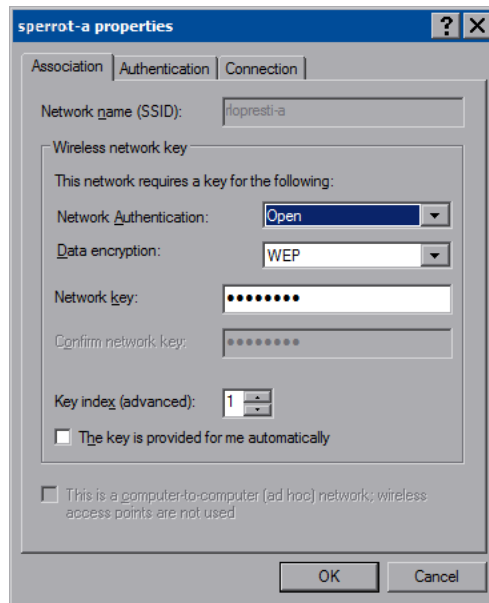 sperrot-a properties
Association Authentication Connection
Network name (SSID): rlopresti-a
Wireless network key
This network requires a key for the following:
Network Authentication: Open
Data encryption: WEP
Network key: ••••••••
Confirm network key: ••••••••
Key index (advanced): 1
The key is provided for me automatically
This is a computer-to-computer (ad hoc) network; wireless
access points are not used
OK Cancel